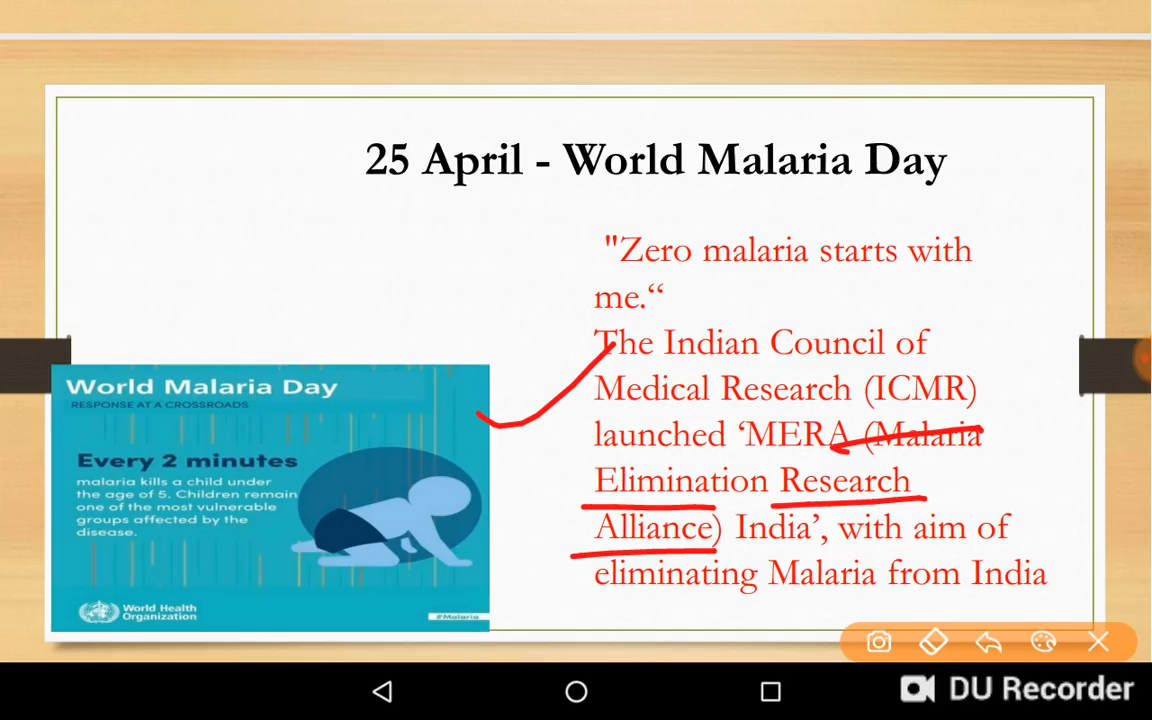 25 April - World Malaria Day
"Zero malaria starts with
me.“
The Indian Council of
Medical Research (ICMR)
launched ‘MERA (Malaria
Elimination Research
Alliance) India’, with aim of
eliminating Malaria from India
World Malaria Day
RESPONSE AT A CROSSROADS
Every 2 minutes
malaria kills a child under
the age of 5. Children remain
one of the most vulnerable
groups affected by the
disease.
World Health
Organization
#Malaria
DU Recorder